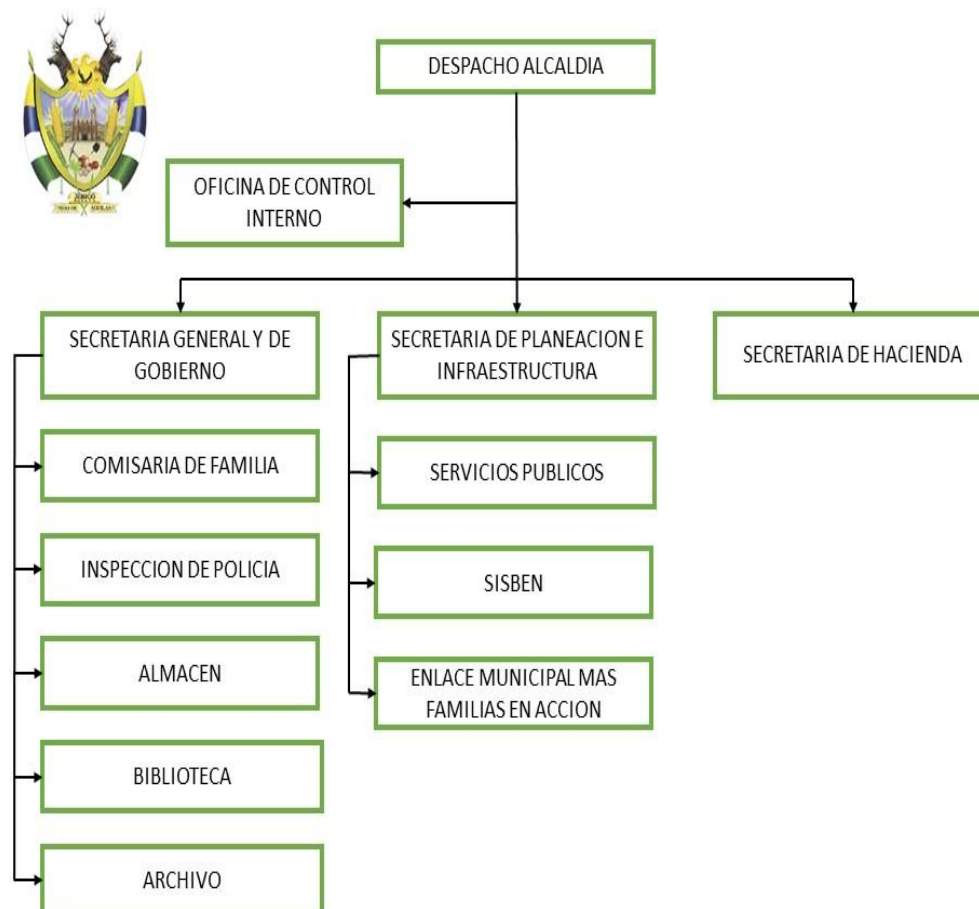 DESPACHO ALCALDIA
OFICINA DE CONTROL
INTERNO
SECRETARIA GENERAL Y DE
GOBIERNO
SECRETARIA DE PLANEACION E
INFRAESTRUCTURA
SECRETARIA DE HACIENDA
COMISARIA DE FAMILIA
INSPECCION DE POLICIA
ALMACEN
BIBLIOTECA
ARCHIVO
SERVICIOS PUBLICOS
SISBEN
ENLACE MUNICIPAL MAS
FAMILIAS EN ACCION
JERICÓ